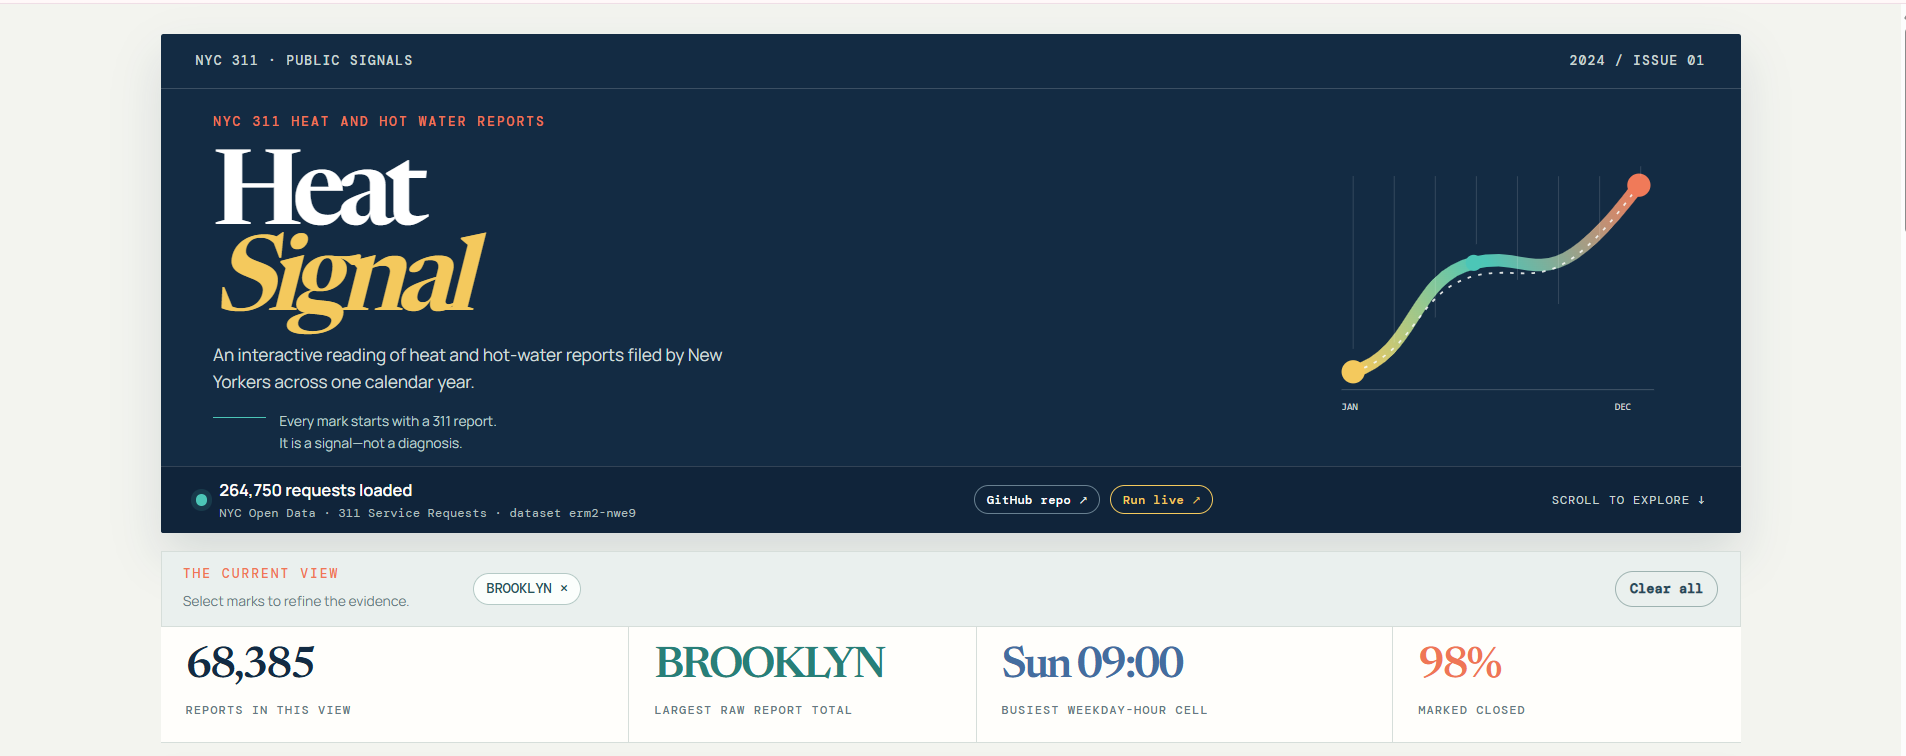 NYC 311 · PUBLIC SIGNALS
2024 / ISSUE 01
NYC 311 HEAT AND HOT WATER REPORTS
Heat
Signal
An interactive reading of heat and hot-water reports filed by New
Yorkers across one calendar year.
Every mark starts with a 311 report.
It is a signal—not a diagnosis.
JAN
DEC
264,750 requests loaded
NYC Open Data · 311 Service Requests · dataset erm2-nwe9
GitHub repo ↗
Run live ↗
SCROLL TO EXPLORE ↓
THE CURRENT VIEW
Select marks to refine the evidence.
BROOKLYN ×
Clear all
68,385
REPORTS IN THIS VIEW
BROOKLYN
LARGEST RAW REPORT TOTAL
Sun 09:00
BUSIEST WEEKDAY-HOUR CELL
98%
MARKED CLOSED